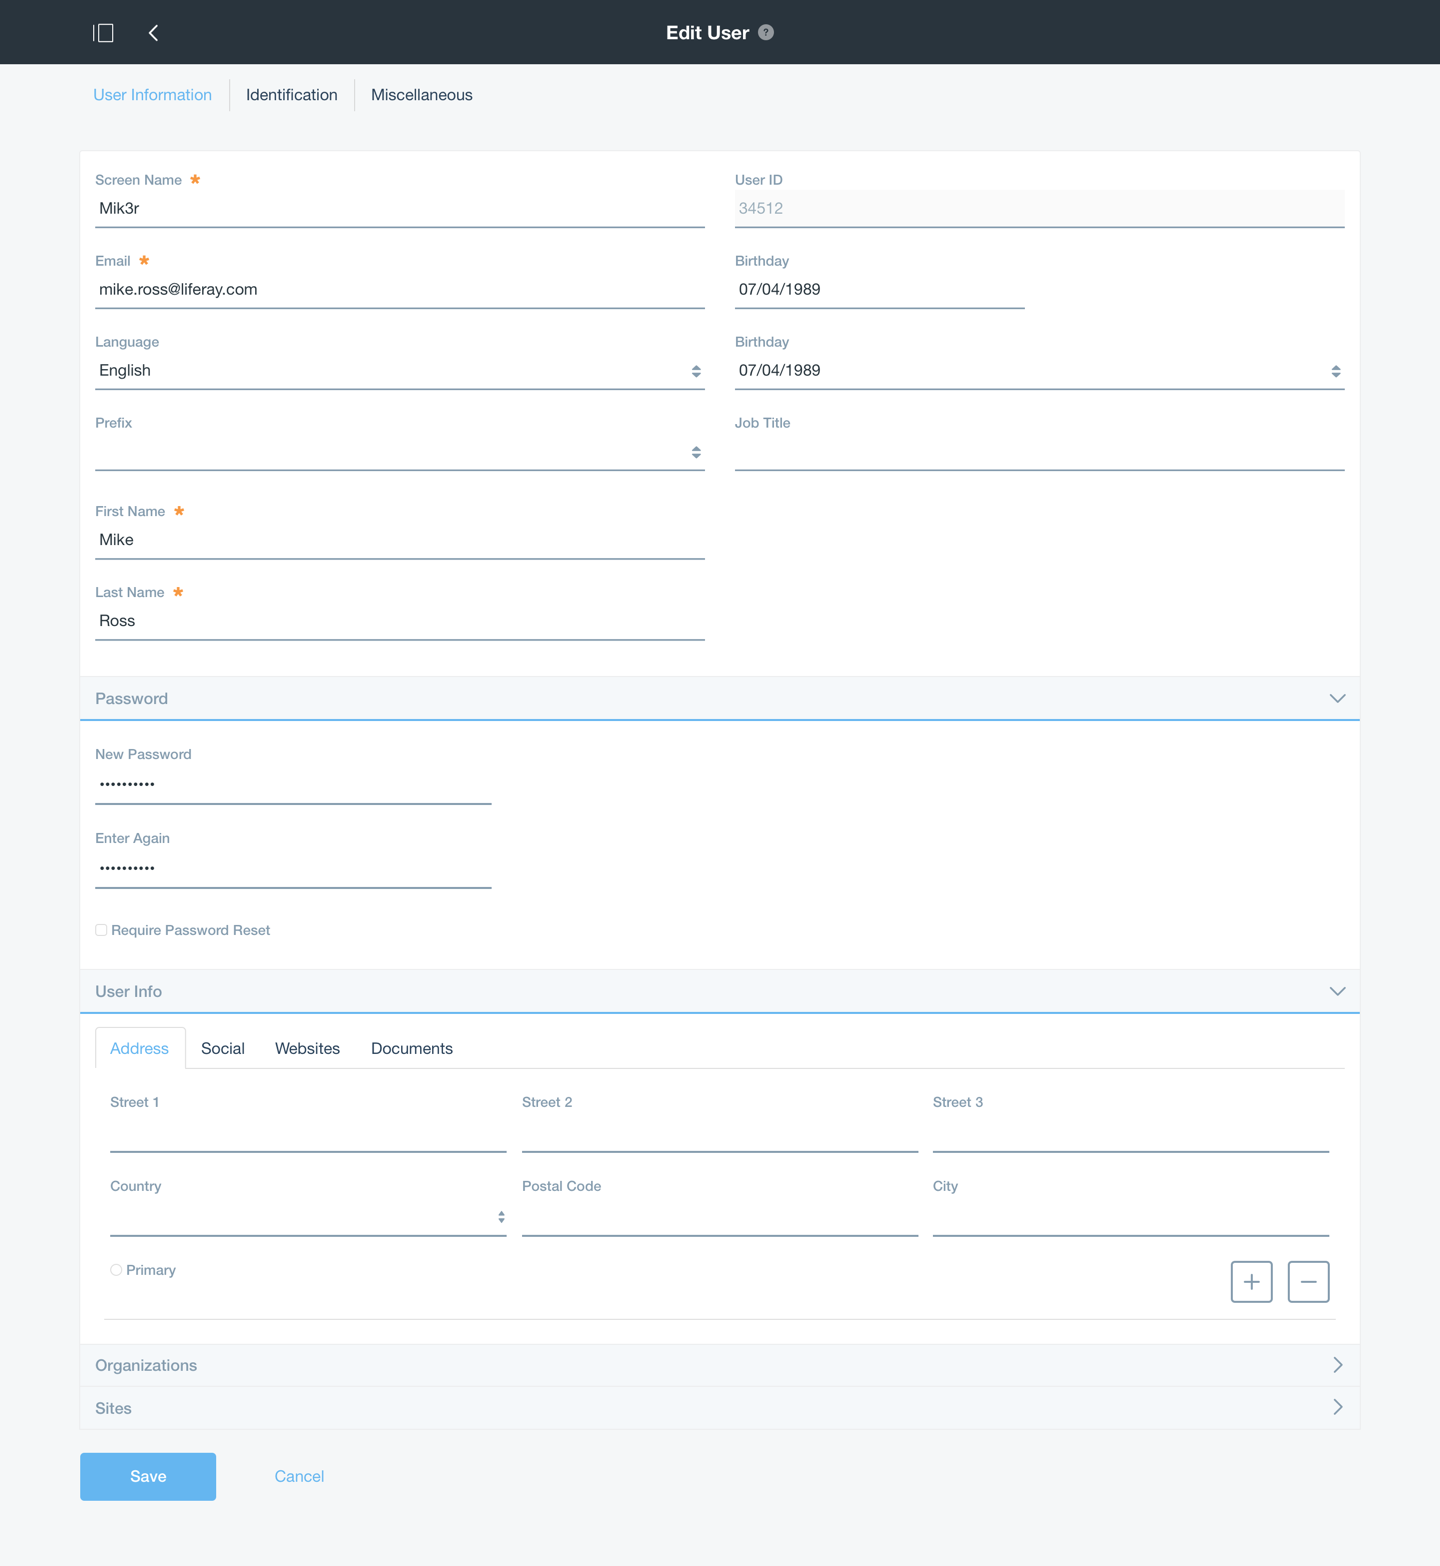 Edit User ?
User Information Identification Miscellaneous
Screen Name * User ID
Mik3r 34512
Email * Birthday
mike.ross@liferay.com 07/04/1989
Language Birthday
English 07/04/1989
Prefix Job Title
First Name *
Mike
Last Name *
Ross
Password
New Password
••••••••••
Enter Again
••••••••••
Require Password Reset
User Info
Address Social Websites Documents
Street 1 Street 2 Street 3
Country Postal Code City
Primary
Organizations
Sites
Save Cancel